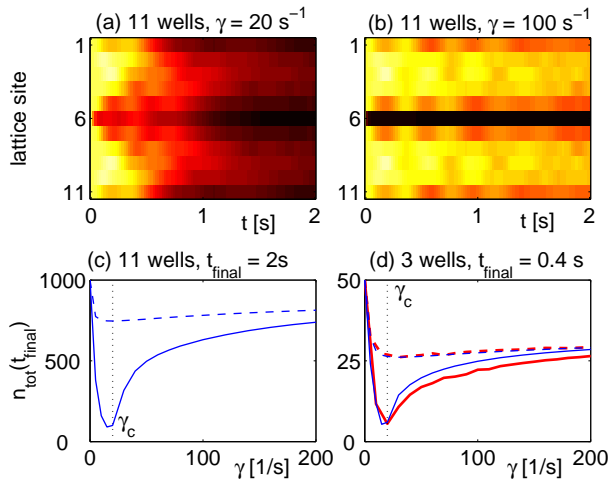 (a) 11 wells, γ = 20 s⁻¹
(b) 11 wells, γ = 100 s⁻¹
lattice site
1
6
11
1
6
11
0
1
t [s]
2
0
1
t [s]
2
(c) 11 wells, t_final = 2s
(d) 3 wells, t_final = 0.4 s
n_tot(t_final)
1000
500
0
γ_c
50
25
0
γ_c
0
100
γ [1/s]
200
0
100
γ [1/s]
200